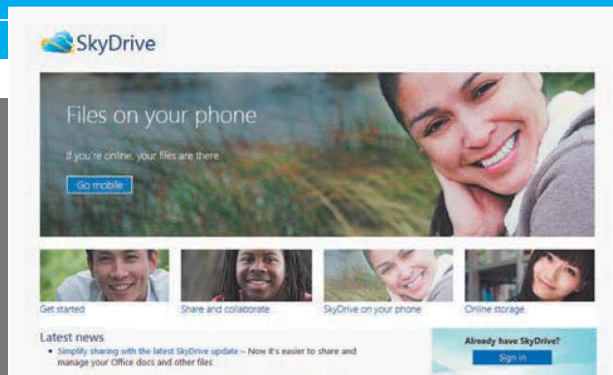 SkyDrive
Files on your phone
If you're online, your files are there
Go mobile
Get started
Share and collaborate
SkyDrive on your phone
Online storage
Latest news
• Simplify sharing with the latest SkyDrive update – Now it's easier to share and
manage your Office docs and other files
Already have SkyDrive?
Sign in